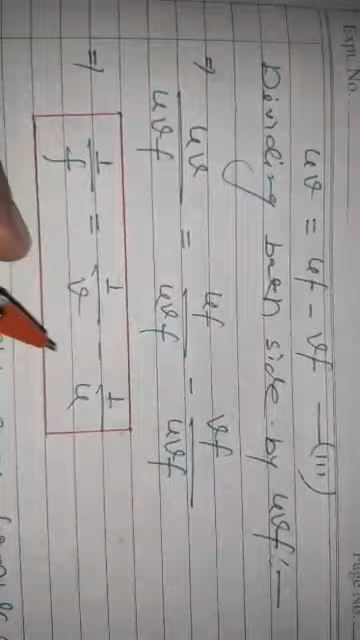 Expt. No.
Page No.
uv = uf - vf — (iii)
Dividing both side by uvf :-
⇒ uv/uvf = uf/uvf - vf/uvf
⇒ 1/f = 1/v - 1/u